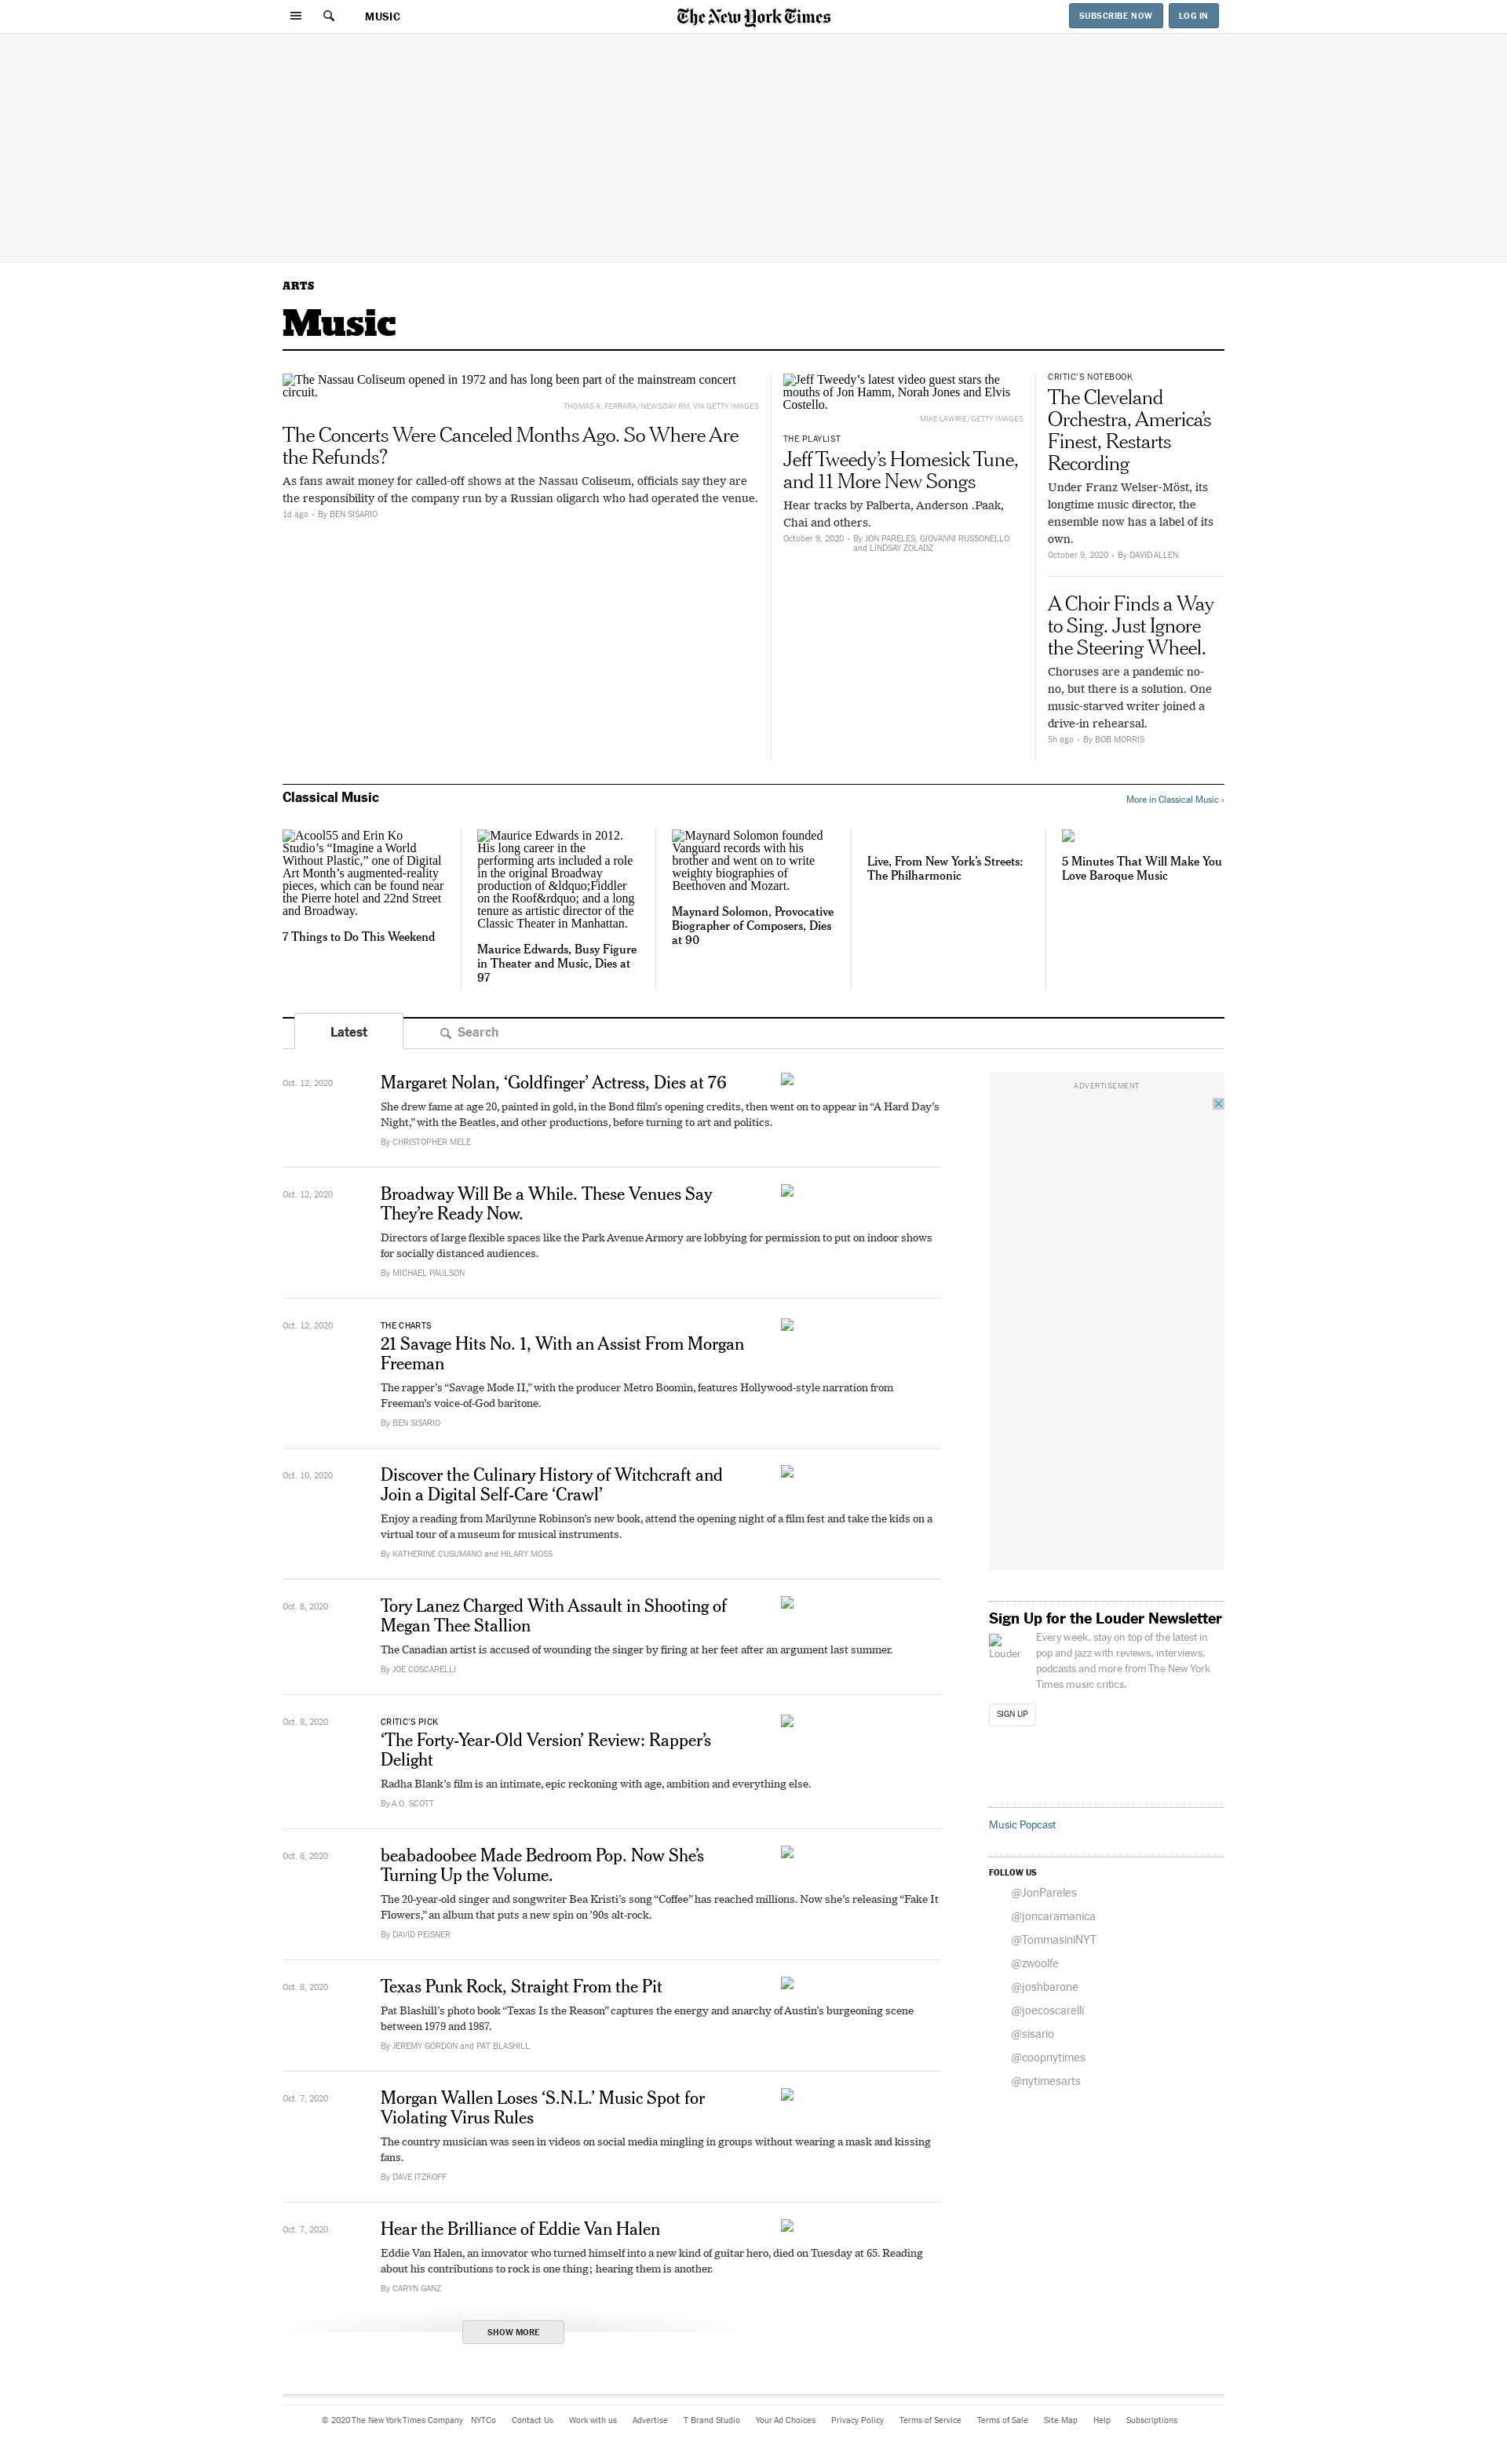 MUSIC
The New York Times
SUBSCRIBE NOW
LOG IN
ARTS
Music
The Nassau Coliseum opened in 1972 and has long been part of the mainstream concert
circuit.
THOMAS A. FERRARA/NEWSDAY RM, VIA GETTY IMAGES
The Concerts Were Canceled Months Ago. So Where Are
the Refunds?
As fans await money for called-off shows at the Nassau Coliseum, officials say they are
the responsibility of the company run by a Russian oligarch who had operated the venue.
1d ago • By BEN SISARIO
Jeff Tweedy’s latest video guest stars the
mouths of Jon Hamm, Norah Jones and Elvis
Costello.
MIKE LAWRIE/GETTY IMAGES
THE PLAYLIST
Jeff Tweedy’s Homesick Tune,
and 11 More New Songs
Hear tracks by Palberta, Anderson .Paak,
Chai and others.
October 9, 2020 • By JON PARELES, GIOVANNI RUSSONELLO
and LINDSAY ZOLADZ
CRITIC’S NOTEBOOK
The Cleveland
Orchestra, America’s
Finest, Restarts
Recording
Under Franz Welser-Möst, its
longtime music director, the
ensemble now has a label of its
own.
October 9, 2020 • By DAVID ALLEN
A Choir Finds a Way
to Sing. Just Ignore
the Steering Wheel.
Choruses are a pandemic no-
no, but there is a solution. One
music-starved writer joined a
drive-in rehearsal.
5h ago • By BOB MORRIS
Classical Music
More in Classical Music ›
Acool55 and Erin Ko
Studio’s “Imagine a World
Without Plastic,” one of Digital
Art Month’s augmented-reality
pieces, which can be found near
the Pierre hotel and 22nd Street
and Broadway.
7 Things to Do This Weekend
Maurice Edwards in 2012.
His long career in the
performing arts included a role
in the original Broadway
production of &ldquo;Fiddler
on the Roof&rdquo; and a long
tenure as artistic director of the
Classic Theater in Manhattan.
Maurice Edwards, Busy Figure
in Theater and Music, Dies at
97
Maynard Solomon founded
Vanguard records with his
brother and went on to write
weighty biographies of
Beethoven and Mozart.
Maynard Solomon, Provocative
Biographer of Composers, Dies
at 90
Live, From New York’s Streets:
The Philharmonic
5 Minutes That Will Make You
Love Baroque Music
Latest
Search
Oct. 12, 2020
Margaret Nolan, ‘Goldfinger’ Actress, Dies at 76
She drew fame at age 20, painted in gold, in the Bond film’s opening credits, then went on to appear in “A Hard Day’s
Night,” with the Beatles, and other productions, before turning to art and politics.
By CHRISTOPHER MELE
Oct. 12, 2020
Broadway Will Be a While. These Venues Say
They’re Ready Now.
Directors of large flexible spaces like the Park Avenue Armory are lobbying for permission to put on indoor shows
for socially distanced audiences.
By MICHAEL PAULSON
Oct. 12, 2020
THE CHARTS
21 Savage Hits No. 1, With an Assist From Morgan
Freeman
The rapper’s “Savage Mode II,” with the producer Metro Boomin, features Hollywood-style narration from
Freeman’s voice-of-God baritone.
By BEN SISARIO
Oct. 10, 2020
Discover the Culinary History of Witchcraft and
Join a Digital Self-Care ‘Crawl’
Enjoy a reading from Marilynne Robinson’s new book, attend the opening night of a film fest and take the kids on a
virtual tour of a museum for musical instruments.
By KATHERINE CUSUMANO and HILARY MOSS
Oct. 8, 2020
Tory Lanez Charged With Assault in Shooting of
Megan Thee Stallion
The Canadian artist is accused of wounding the singer by firing at her feet after an argument last summer.
By JOE COSCARELLI
Oct. 8, 2020
CRITIC’S PICK
‘The Forty-Year-Old Version’ Review: Rapper’s
Delight
Radha Blank’s film is an intimate, epic reckoning with age, ambition and everything else.
By A.O. SCOTT
Oct. 8, 2020
beabadoobee Made Bedroom Pop. Now She’s
Turning Up the Volume.
The 20-year-old singer and songwriter Bea Kristi’s song “Coffee” has reached millions. Now she’s releasing “Fake It
Flowers,” an album that puts a new spin on ’90s alt-rock.
By DAVID PEISNER
Oct. 8, 2020
Texas Punk Rock, Straight From the Pit
Pat Blashill’s photo book “Texas Is the Reason” captures the energy and anarchy of Austin’s burgeoning scene
between 1979 and 1987.
By JEREMY GORDON and PAT BLASHILL
Oct. 7, 2020
Morgan Wallen Loses ‘S.N.L.’ Music Spot for
Violating Virus Rules
The country musician was seen in videos on social media mingling in groups without wearing a mask and kissing
fans.
By DAVE ITZKOFF
Oct. 7, 2020
Hear the Brilliance of Eddie Van Halen
Eddie Van Halen, an innovator who turned himself into a new kind of guitar hero, died on Tuesday at 65. Reading
about his contributions to rock is one thing; hearing them is another.
By CARYN GANZ
SHOW MORE
ADVERTISEMENT
Sign Up for the Louder Newsletter
Louder
Every week, stay on top of the latest in
pop and jazz with reviews, interviews,
podcasts and more from The New York
Times music critics.
SIGN UP
Music Popcast
FOLLOW US
@JonPareles
@joncaramanica
@TommasiniNYT
@zwoolfe
@joshbarone
@joecoscarelli
@sisario
@coopnytimes
@nytimesarts
© 2020 The New York Times Company NYTCo Contact Us Work with us Advertise T Brand Studio Your Ad Choices Privacy Policy Terms of Service Terms of Sale Site Map Help Subscriptions